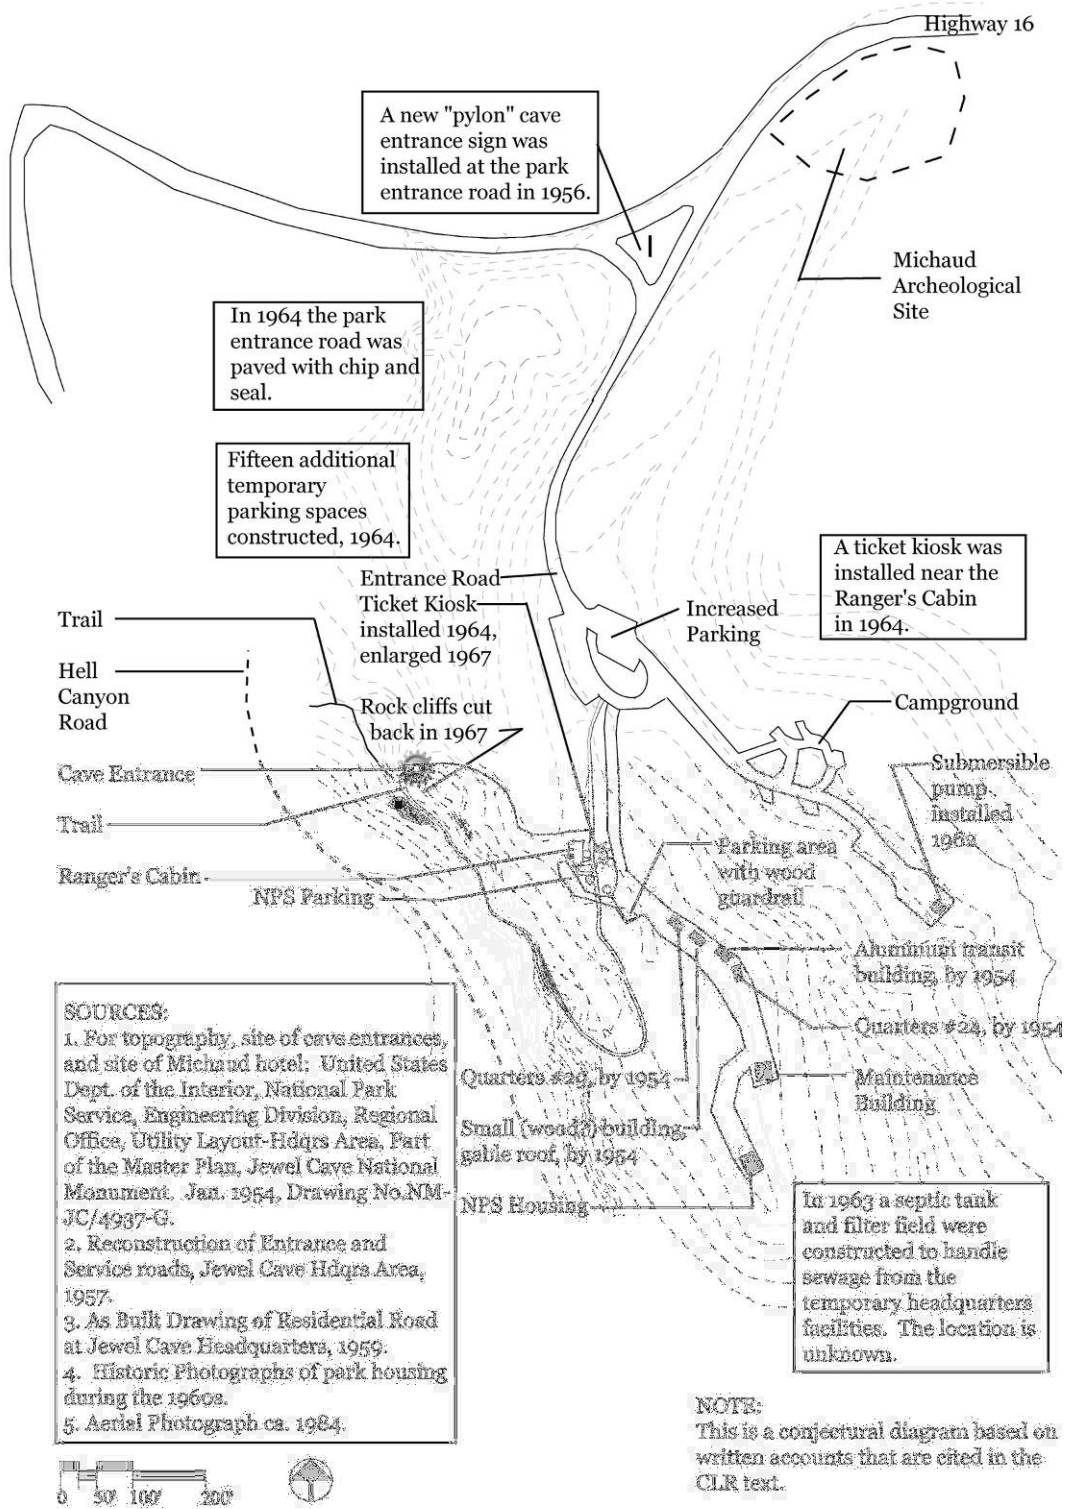 Highway 16
A new "pylon" cave
entrance sign was
installed at the park
entrance road in 1956.
Michaud
Archeological
Site
In 1964 the park
entrance road was
paved with chip and
seal.
Fifteen additional
temporary
parking spaces
constructed, 1964.
A ticket kiosk was
installed near the
Ranger's Cabin
in 1964.
Entrance Road
Ticket Kiosk
installed 1964,
enlarged 1967
Increased
Parking
Trail
Hell
Canyon
Road
Rock cliffs cut
back in 1967
Campground
Cave Entrance
Submersible
pump
installed
1962
Trail
Parking area
with wood
guardrail
Ranger's Cabin
NPS Parking
Aluminium transit
building, by 1954
Quarters #24, by 1954
SOURCES:
1. For topography, site of cave entrances,
and site of Michaud hotel: United States
Dept. of the Interior, National Park
Service, Engineering Division, Regional
Office, Utility Layout-Hdqrs Area, Part
of the Master Plan, Jewel Cave National
Monument. Jan. 1954, Drawing No.NM-
JC/4937-G.
2. Reconstruction of Entrance and
Service roads, Jewel Cave Hdqrs Area,
1957.
3. As Built Drawing of Residential Road
at Jewel Cave Headquarters, 1959.
4. Historic Photographs of park housing
during the 1960s.
5. Aerial Photograph ca. 1984.
Quarters #29, by 1954
Maintenance
Building
Small (wood?) building,
gable roof, by 1954
NPS Housing
In 1963 a septic tank
and filter field were
constructed to handle
sewage from the
temporary headquarters
facilities. The location is
unknown.
NOTE:
This is a conjectural diagram based on
written accounts that are cited in the
CLR text.
0 50' 100' 200'